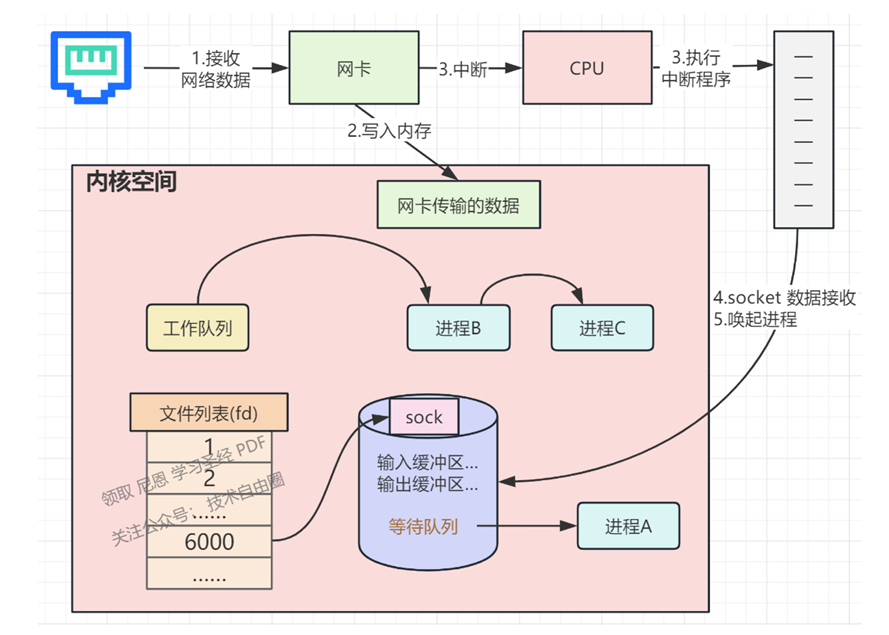 1.接收
网络数据
网卡
3.中断
CPU
3.执行
中断程序
2.写入内存
内核空间
网卡传输的数据
工作队列
进程B
进程C
4.socket 数据接收
5.唤起进程
文件列表(fd)
1
2
......
6000
......
sock
输入缓冲区...
输出缓冲区...
等待队列
进程A
领取 尼恩 学习圣经 PDF
关注公众号： 技术自由圈